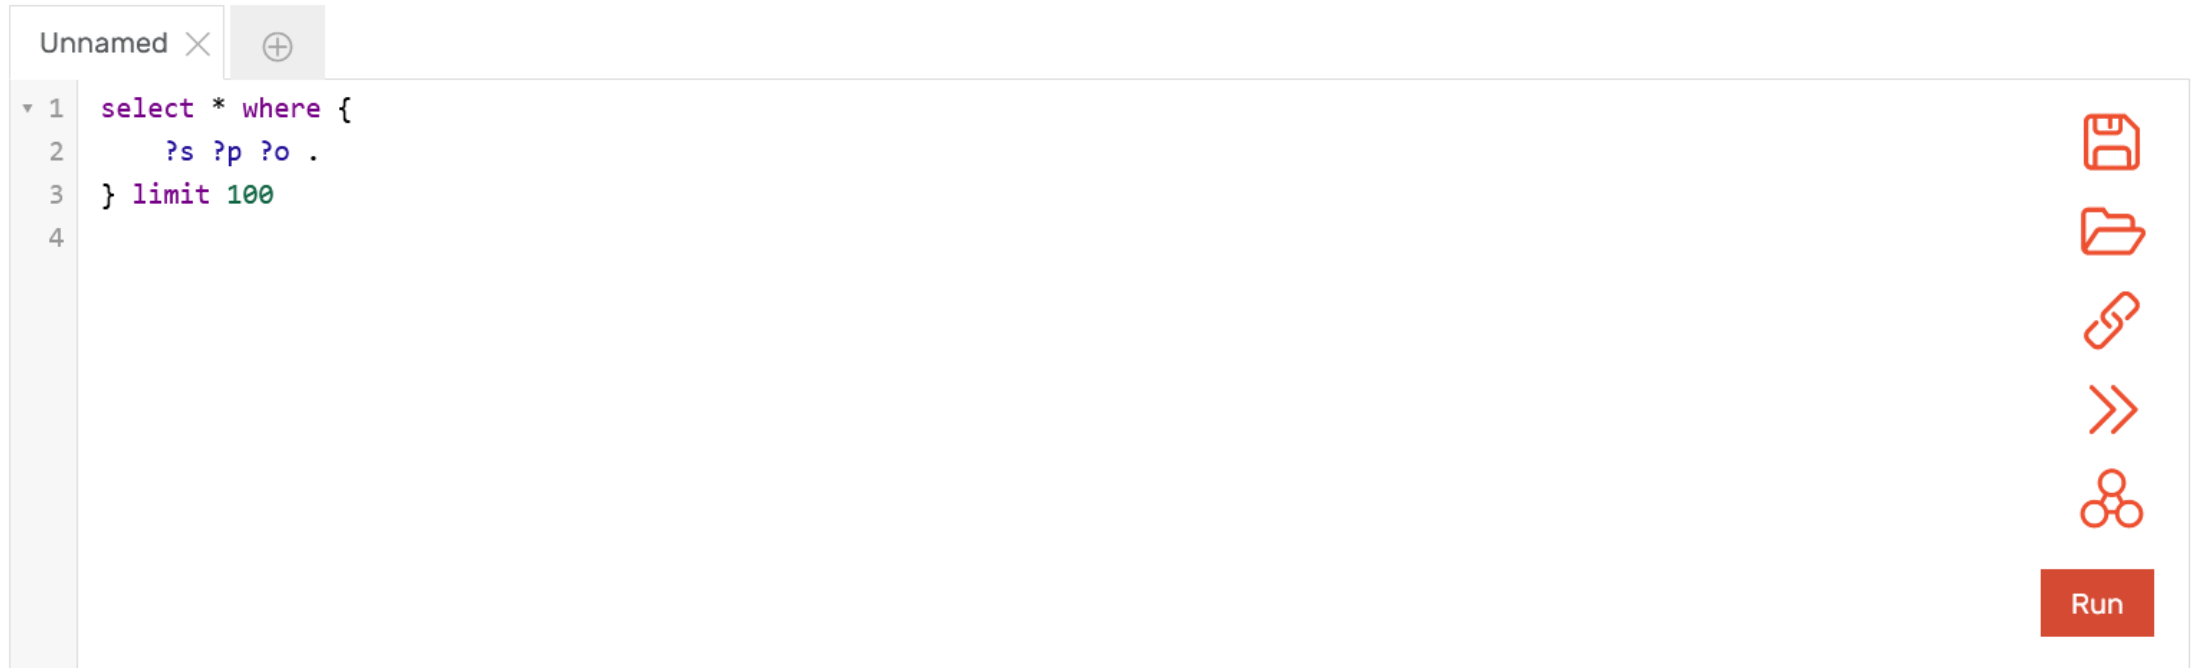 Unnamed
1 select * where {
2     ?s ?p ?o .
3 } limit 100
4
Run